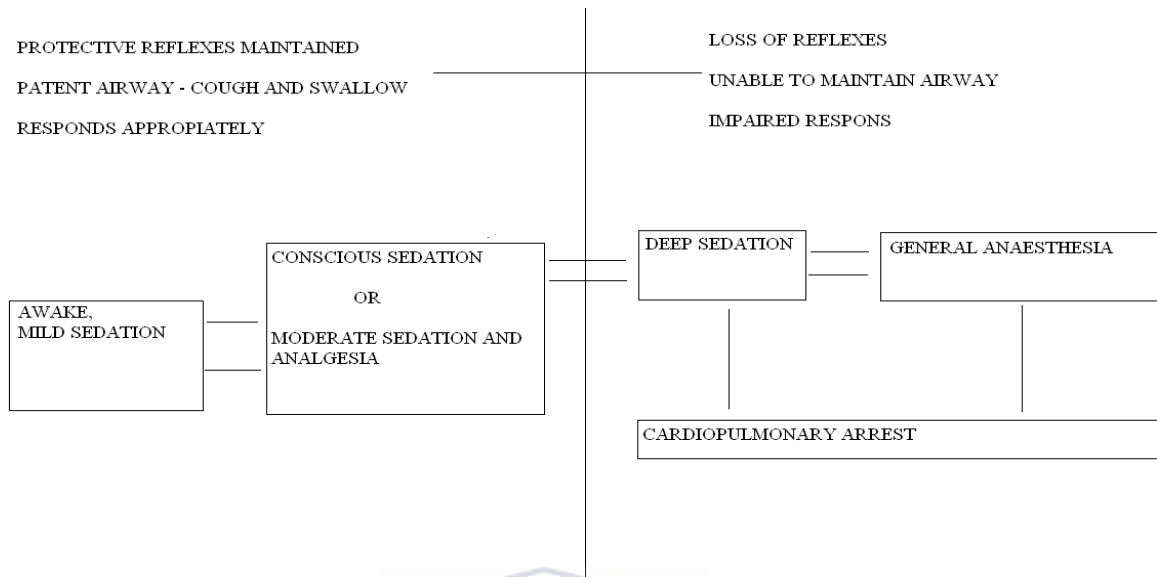 PROTECTIVE REFLEXES MAINTAINED
PATENT AIRWAY - COUGH AND SWALLOW
RESPONDS APPROPIATELY
LOSS OF REFLEXES
UNABLE TO MAINTAIN AIRWAY
IMPAIRED RESPONS
AWAKE,
MILD SEDATION
CONSCIOUS SEDATION
OR
MODERATE SEDATION AND
ANALGESIA
DEEP SEDATION
GENERAL ANAESTHESIA
CARDIOPULMONARY ARREST